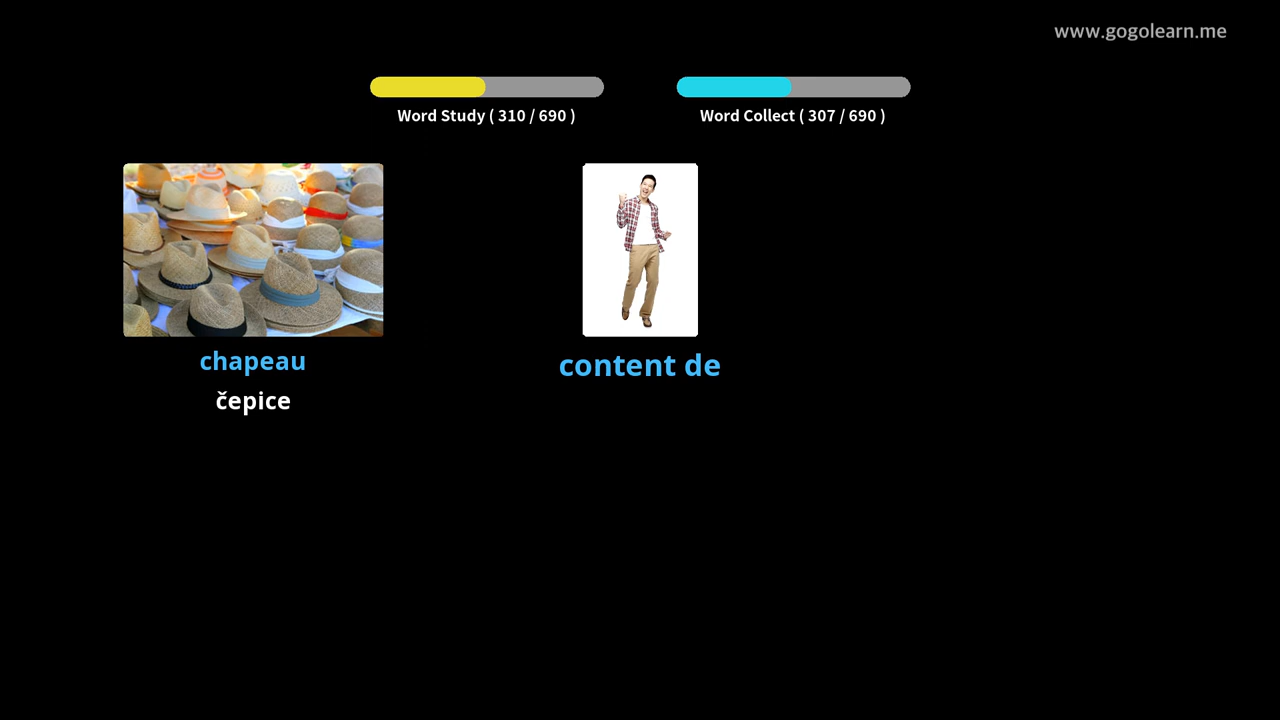 www.gogolearn.me
Word Study ( 310 / 690 )
Word Collect ( 307 / 690 )
chapeau
čepice
content de